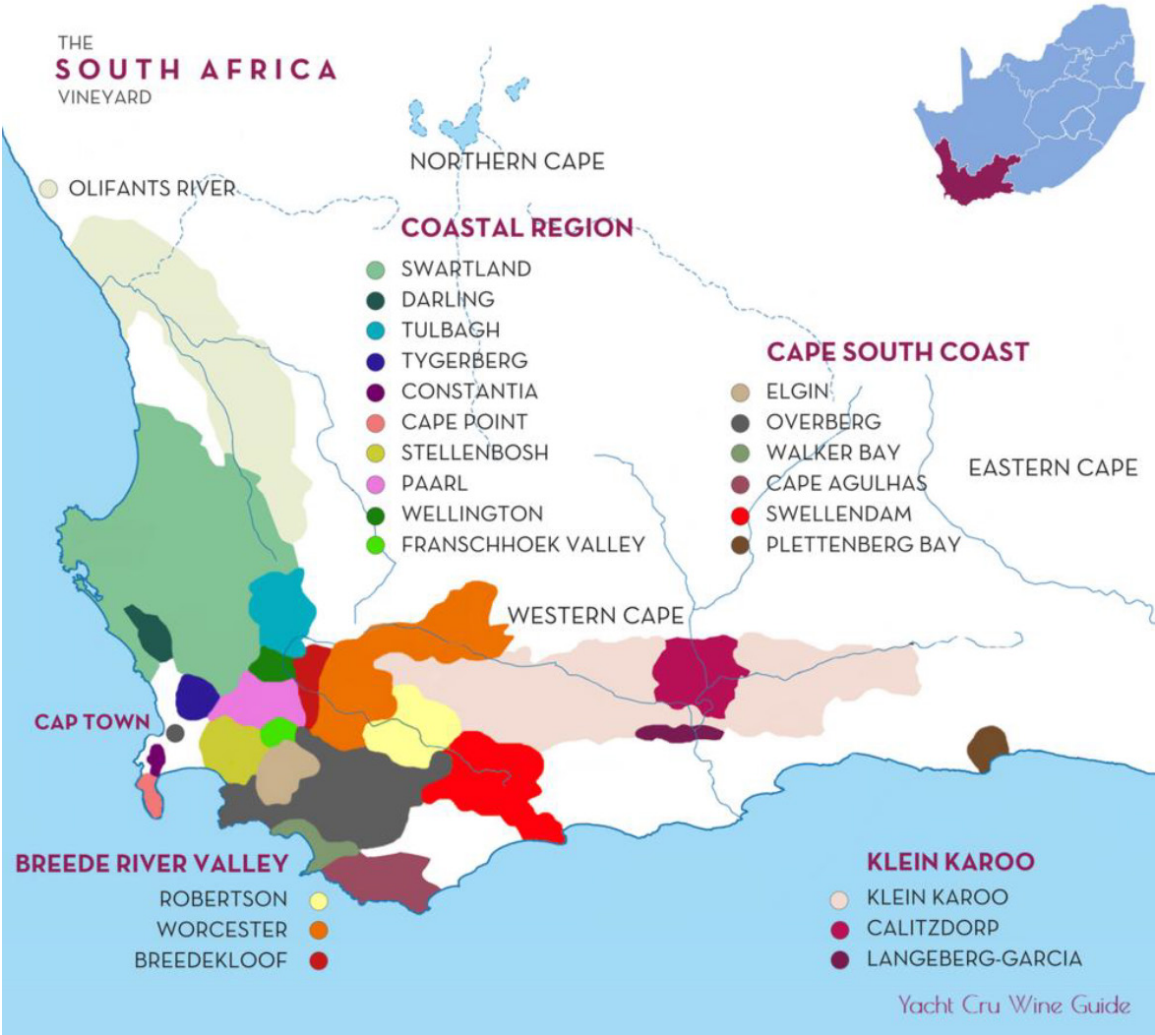 THE
SOUTH AFRICA
VINEYARD
NORTHERN CAPE
OLIFANTS RIVER
COASTAL REGION
SWARTLAND
DARLING
TULBAGH
TYGERBERG
CONSTANTIA
CAPE POINT
STELLENBOSH
PAARL
WELLINGTON
FRANSCHHOEK VALLEY
CAPE SOUTH COAST
ELGIN
OVERBERG
WALKER BAY
CAPE AGULHAS
SWELLENDAM
PLETTENBERG BAY
EASTERN CAPE
WESTERN CAPE
CAP TOWN
BREEDE RIVER VALLEY
ROBERTSON
WORCESTER
BREEDEKLOOF
KLEIN KAROO
KLEIN KAROO
CALITZDORP
LANGEBERG-GARCIA
Yacht Cru Wine Guide